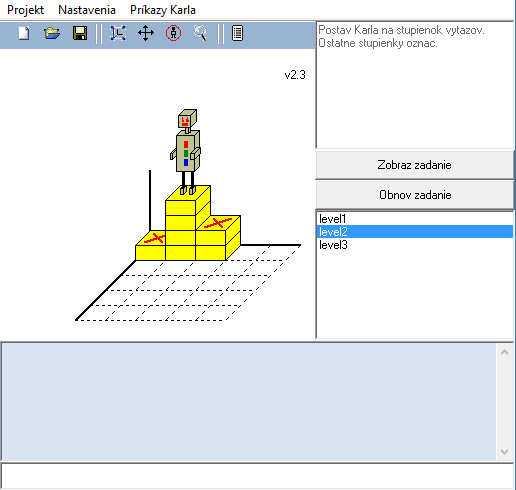 Projekt Nastavenia Príkazy Karla
v2.3
Postav Karla na stupienok vytazov.
Ostatne stupienky oznac.
Zobraz zadanie
Obnov zadanie
level1
level2
level3